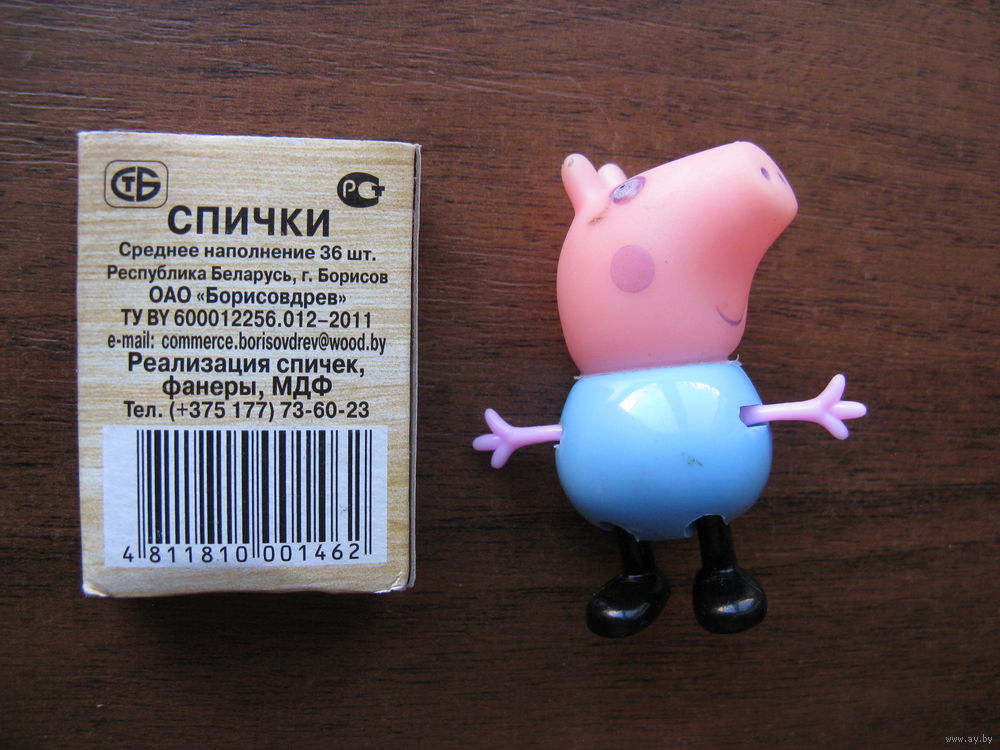 СТБ
РСТ
СПИЧКИ
Среднее наполнение 36 шт.
Республика Беларусь, г. Борисов
ОАО «Борисовдрев»
ТУ BY 600012256.012–2011
e-mail: commerce.borisovdrev@wood.by
Реализация спичек,
фанеры, МДФ
Тел. (+375 177) 73-60-23
4 811810 001462
www.ay.by